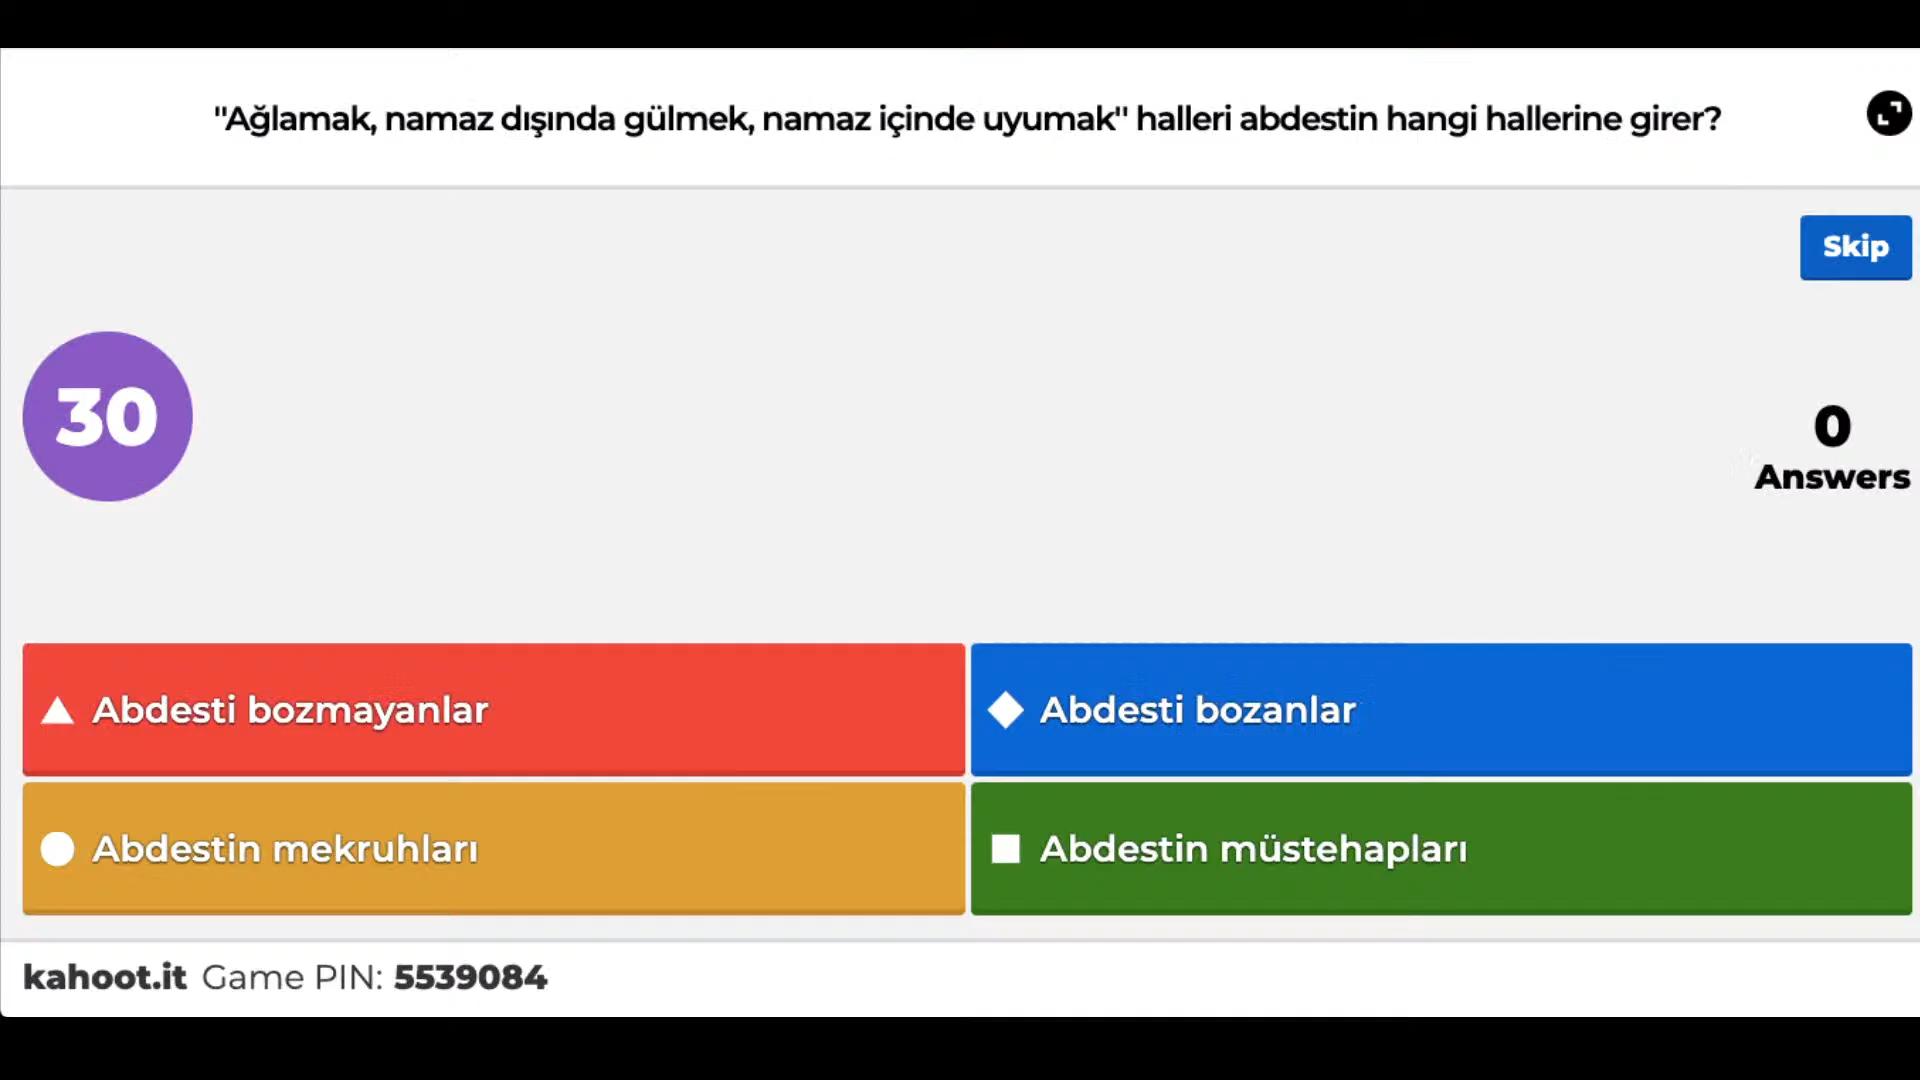 "Ağlamak, namaz dışında gülmek, namaz içinde uyumak" halleri abdestin hangi hallerine girer?
Skip
30
0
Answers
Abdesti bozmayanlar
Abdesti bozanlar
Abdestin mekruhları
Abdestin müstehapları
kahoot.it Game PIN: 5539084